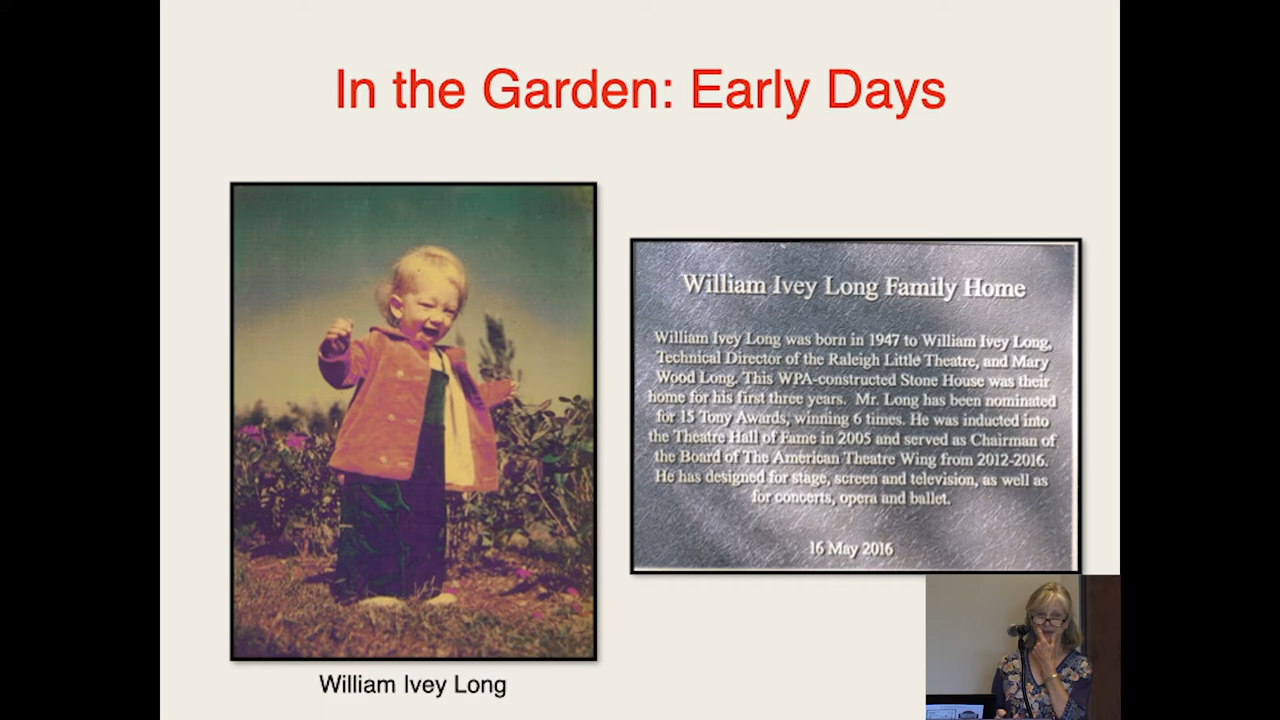 In the Garden: Early Days
William Ivey Long Family Home
William Ivey Long was born in 1947 to William Ivey Long,
Technical Director of the Raleigh Little Theatre, and Mary
Wood Long. This WPA-constructed Stone House was their
home for his first three years. Mr. Long has been nominated
for 15 Tony Awards, winning 6 times. He was inducted into
the Theatre Hall of Fame in 2005 and served as Chairman of
the Board of The American Theatre Wing from 2012-2016.
He has designed for stage, screen and television, as well as
for concerts, opera and ballet.
16 May 2016
William Ivey Long